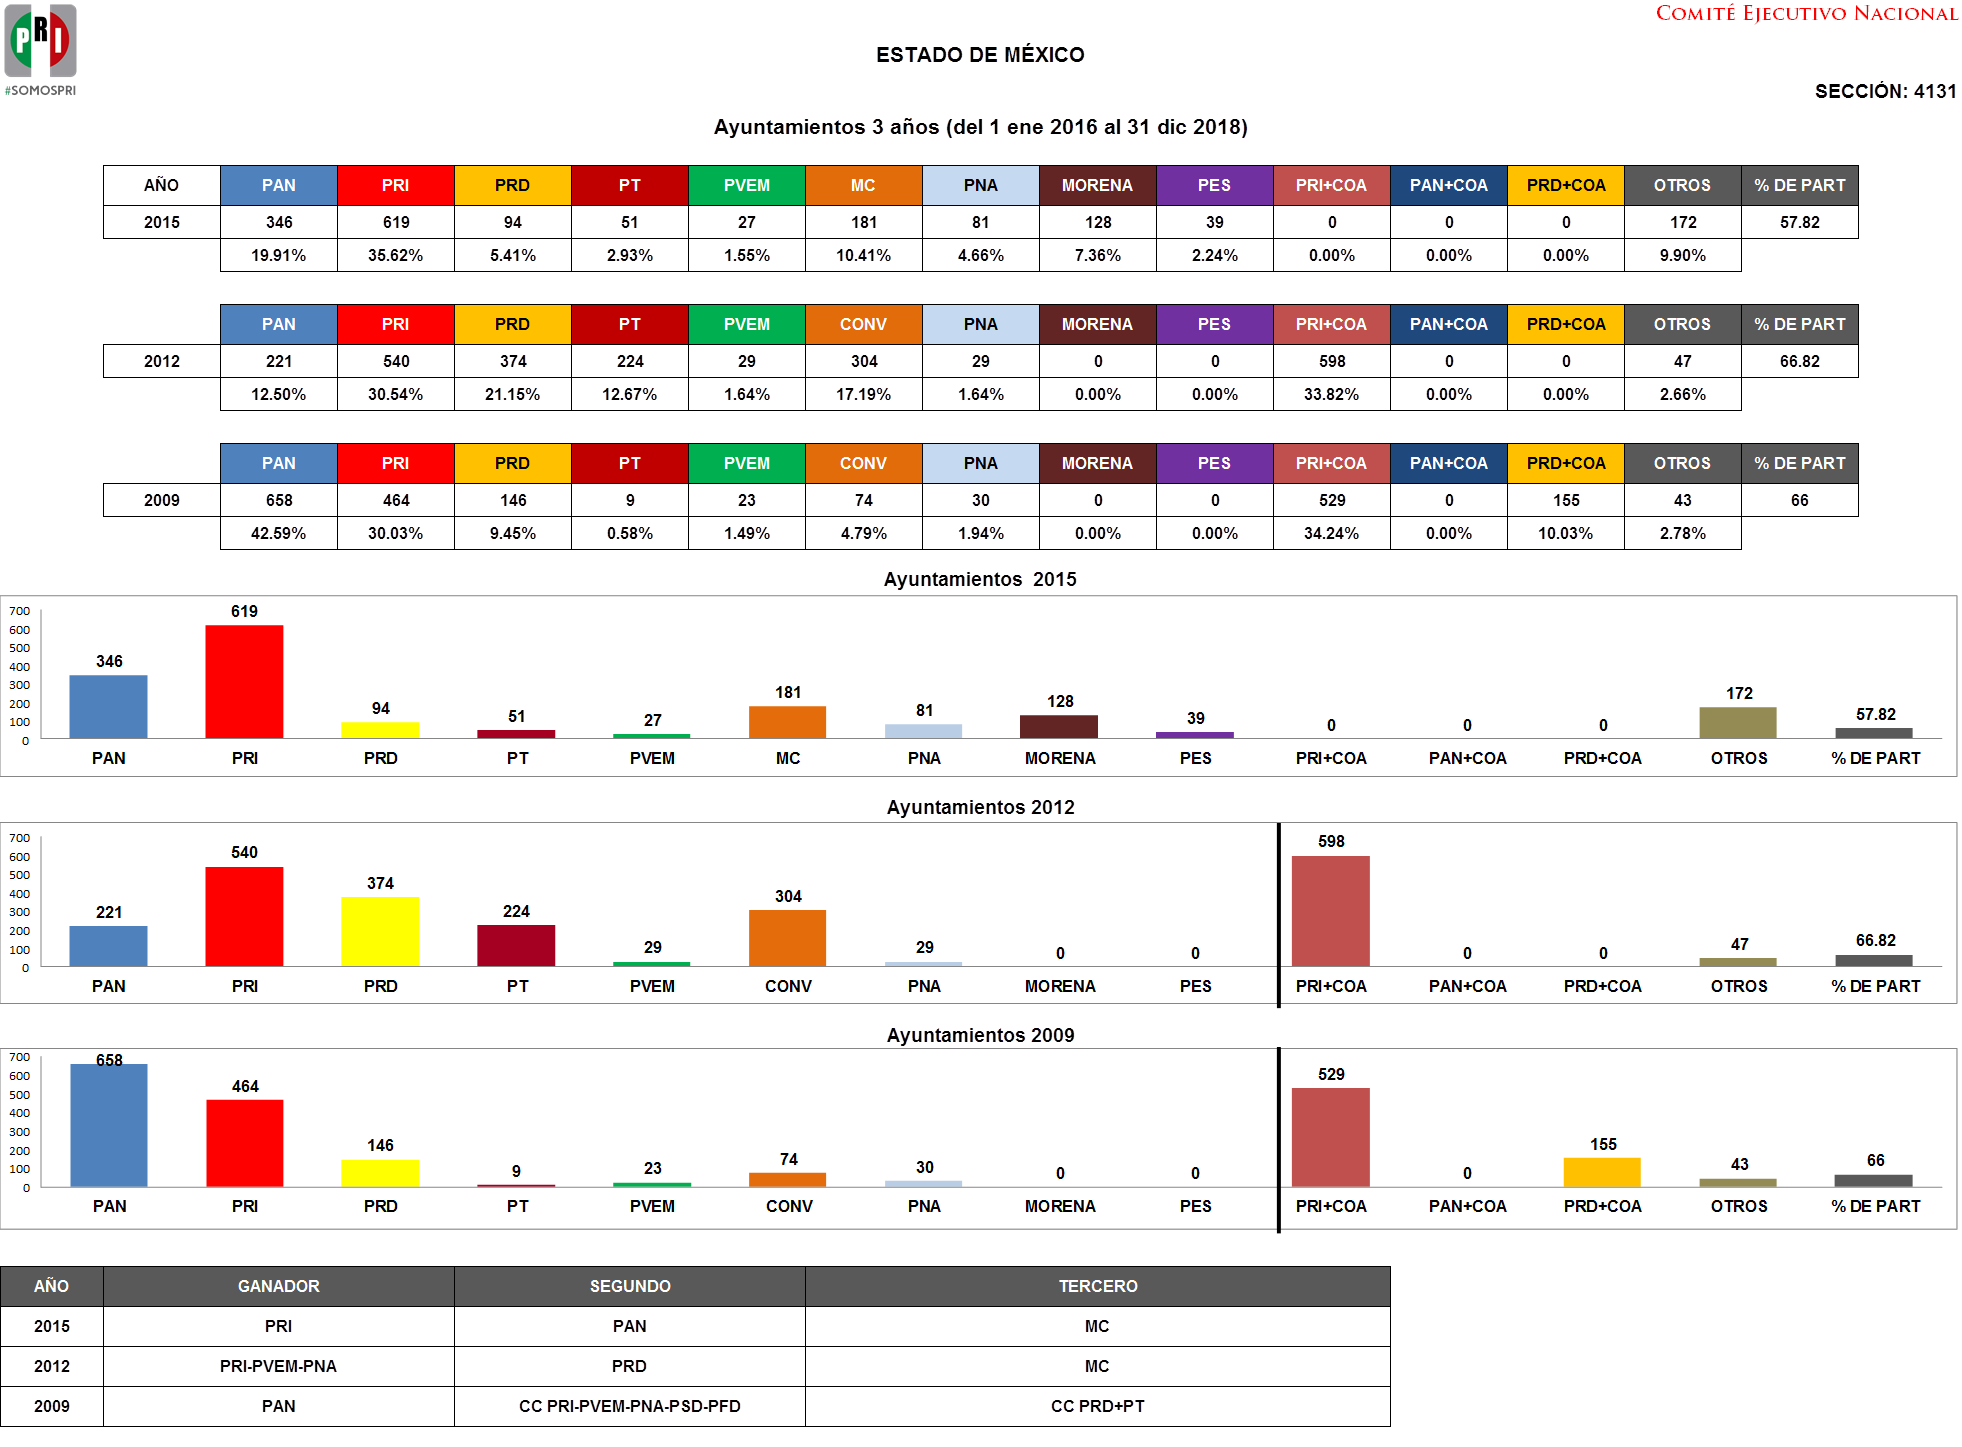 COMITÉ EJECUTIVO NACIONAL
PRI
#SOMOSPRI
ESTADO DE MÉXICO
SECCIÓN: 4131
Ayuntamientos 3 años (del 1 ene 2016 al 31 dic 2018)
AÑO PAN PRI PRD PT PVEM MC PNA MORENA PES PRI+COA PAN+COA PRD+COA OTROS % DE PART
2015 346 619 94 51 27 181 81 128 39 0 0 0 172 57.82
19.91% 35.62% 5.41% 2.93% 1.55% 10.41% 4.66% 7.36% 2.24% 0.00% 0.00% 0.00% 9.90%
PAN PRI PRD PT PVEM CONV PNA MORENA PES PRI+COA PAN+COA PRD+COA OTROS % DE PART
2012 221 540 374 224 29 304 29 0 0 598 0 0 47 66.82
12.50% 30.54% 21.15% 12.67% 1.64% 17.19% 1.64% 0.00% 0.00% 33.82% 0.00% 0.00% 2.66%
PAN PRI PRD PT PVEM CONV PNA MORENA PES PRI+COA PAN+COA PRD+COA OTROS % DE PART
2009 658 464 146 9 23 74 30 0 0 529 0 155 43 66
42.59% 30.03% 9.45% 0.58% 1.49% 4.79% 1.94% 0.00% 0.00% 34.24% 0.00% 10.03% 2.78%
Ayuntamientos 2015
700
600
500
400
300
200
100
0
346 619 94 51 27 181 81 128 39 0 0 0 172 57.82
PAN PRI PRD PT PVEM MC PNA MORENA PES PRI+COA PAN+COA PRD+COA OTROS % DE PART
Ayuntamientos 2012
700
600
500
400
300
200
100
0
221 540 374 224 29 304 29 0 0 598 0 0 47 66.82
PAN PRI PRD PT PVEM CONV PNA MORENA PES PRI+COA PAN+COA PRD+COA OTROS % DE PART
Ayuntamientos 2009
700
600
500
400
300
200
100
0
658 464 146 9 23 74 30 0 0 529 0 155 43 66
PAN PRI PRD PT PVEM CONV PNA MORENA PES PRI+COA PAN+COA PRD+COA OTROS % DE PART
AÑO GANADOR SEGUNDO TERCERO
2015 PRI PAN MC
2012 PRI-PVEM-PNA PRD MC
2009 PAN CC PRI-PVEM-PNA-PSD-PFD CC PRD+PT